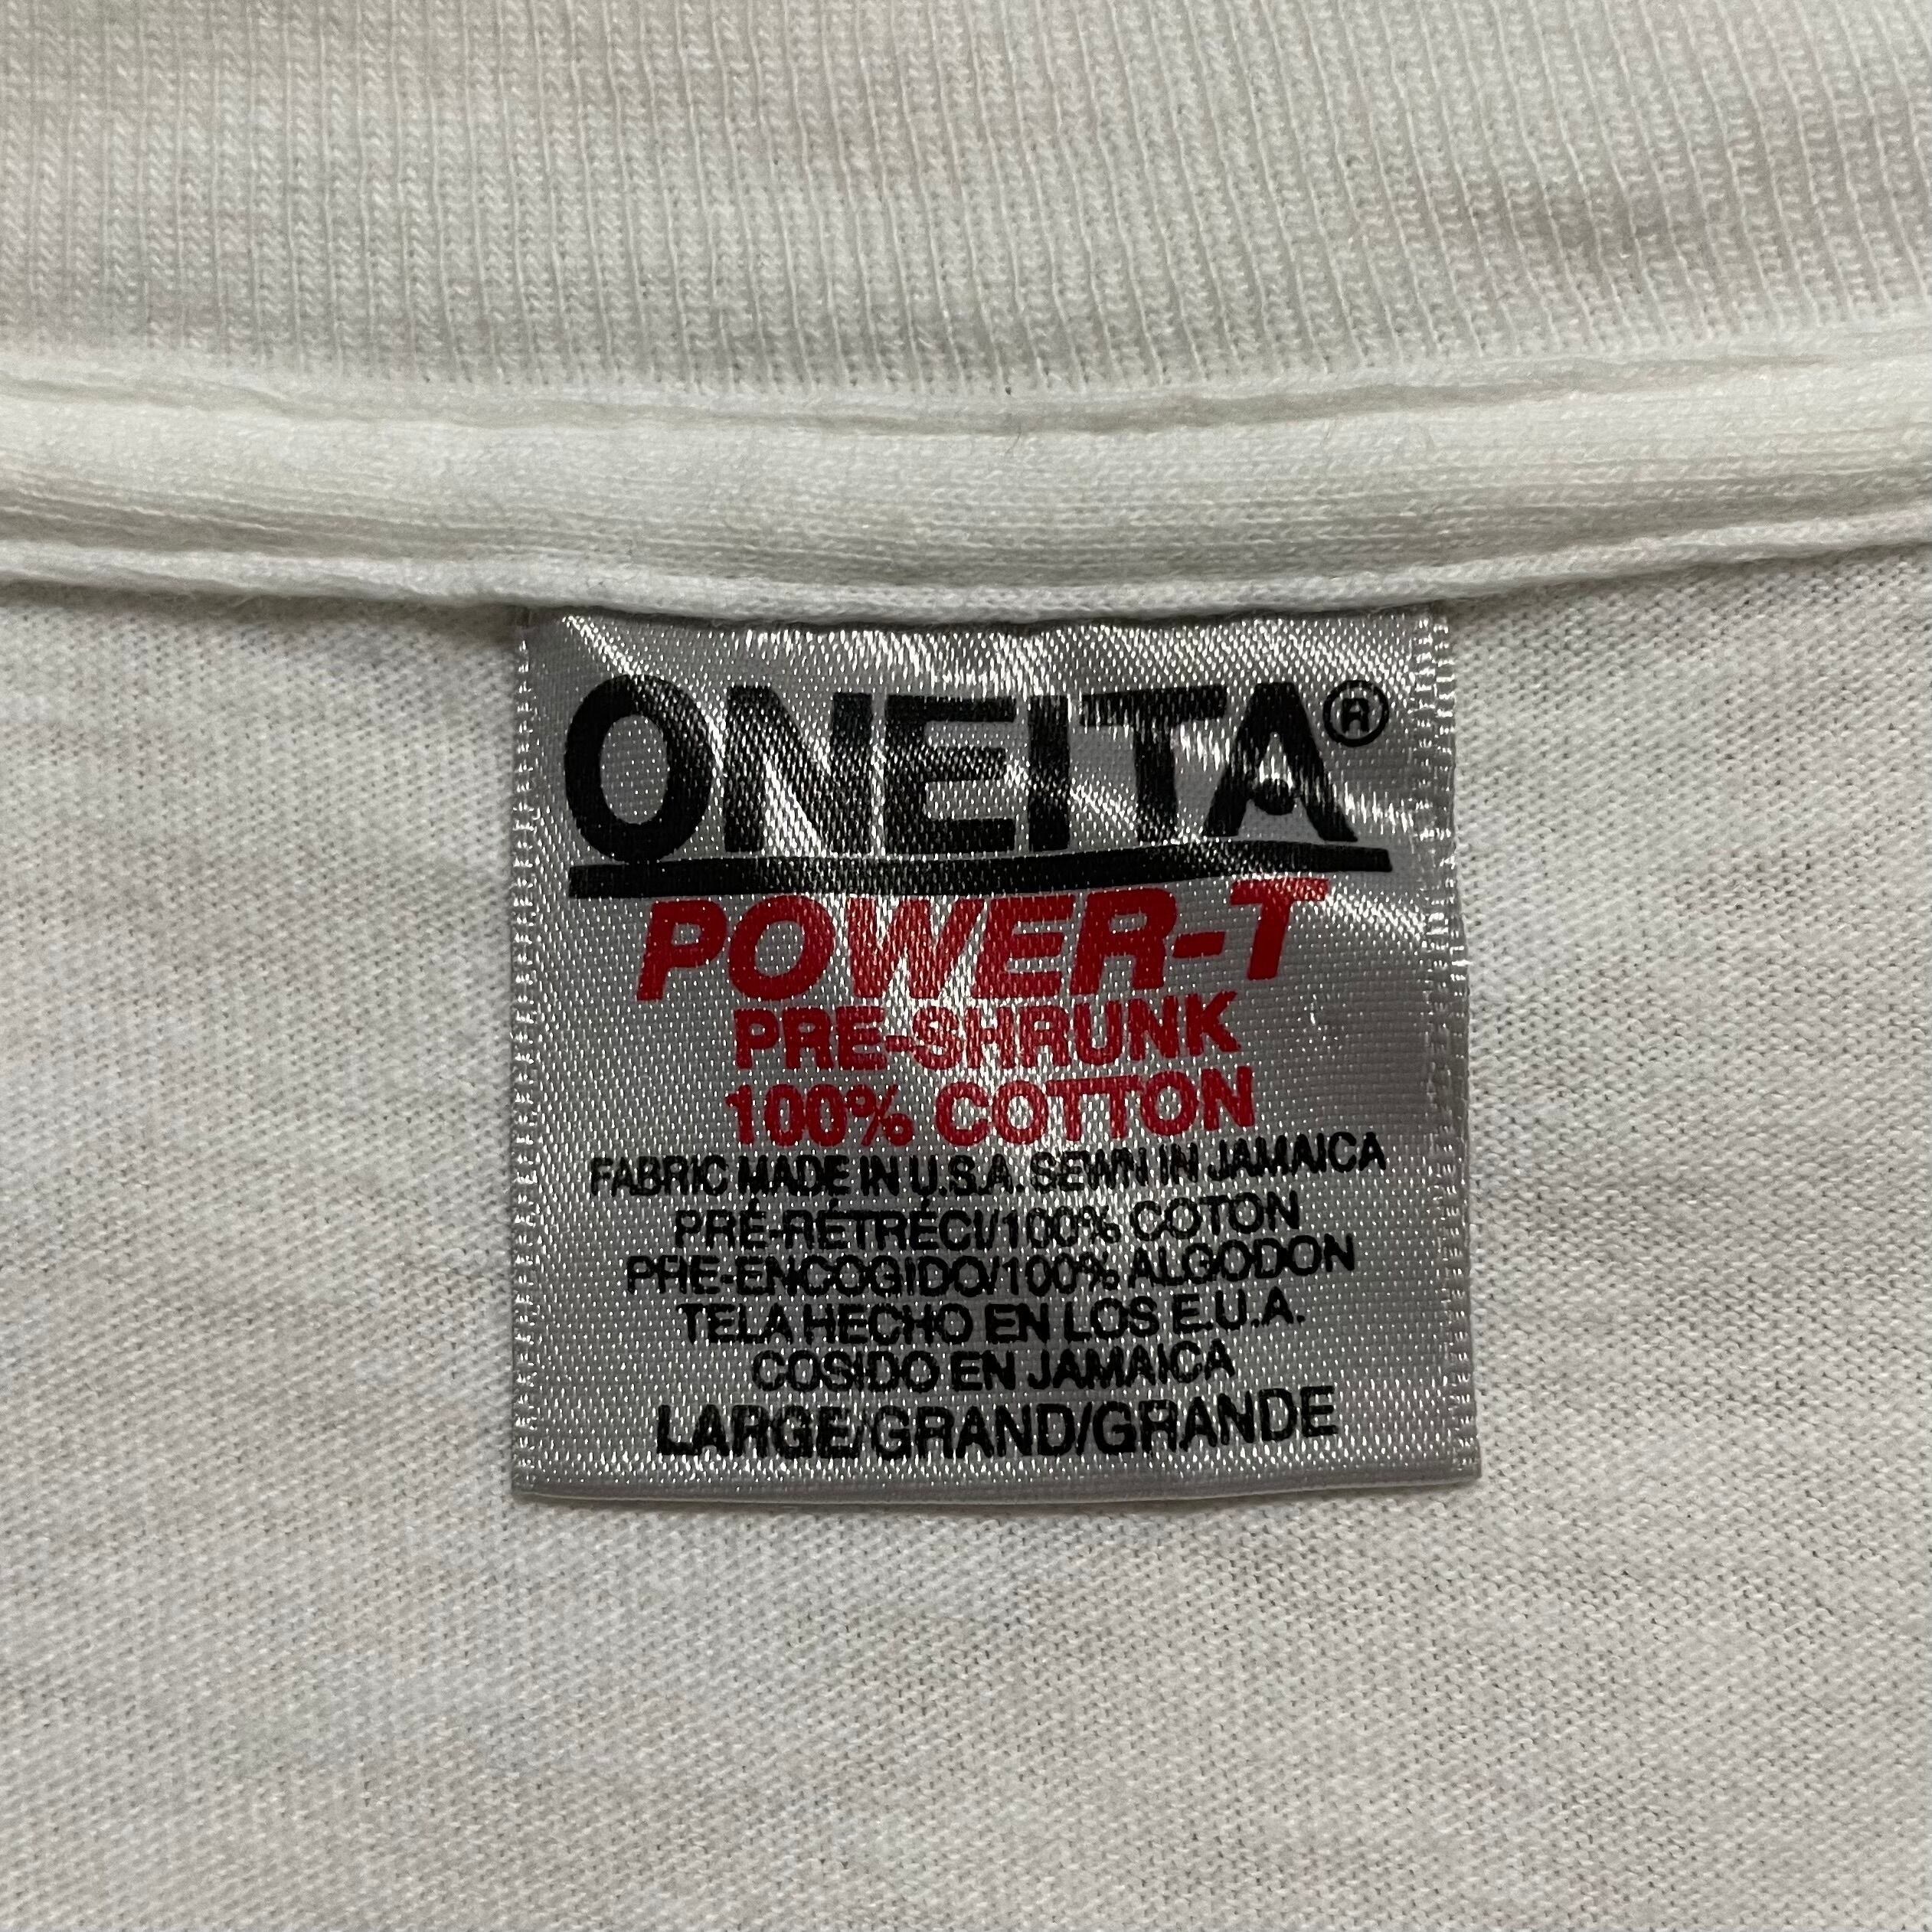 ONEITA®
POWER-T
PRE-SHRUNK
100% COTTON
FABRIC MADE IN U.S.A. SEWN IN JAMAICA
PRÉ-RÉTRÉCI/100% COTON
PRE-ENCOGIDO/100% ALGODON
TELA HECHO EN LOS E.U.A.
COSIDO EN JAMAICA
LARGE/GRAND/GRANDE